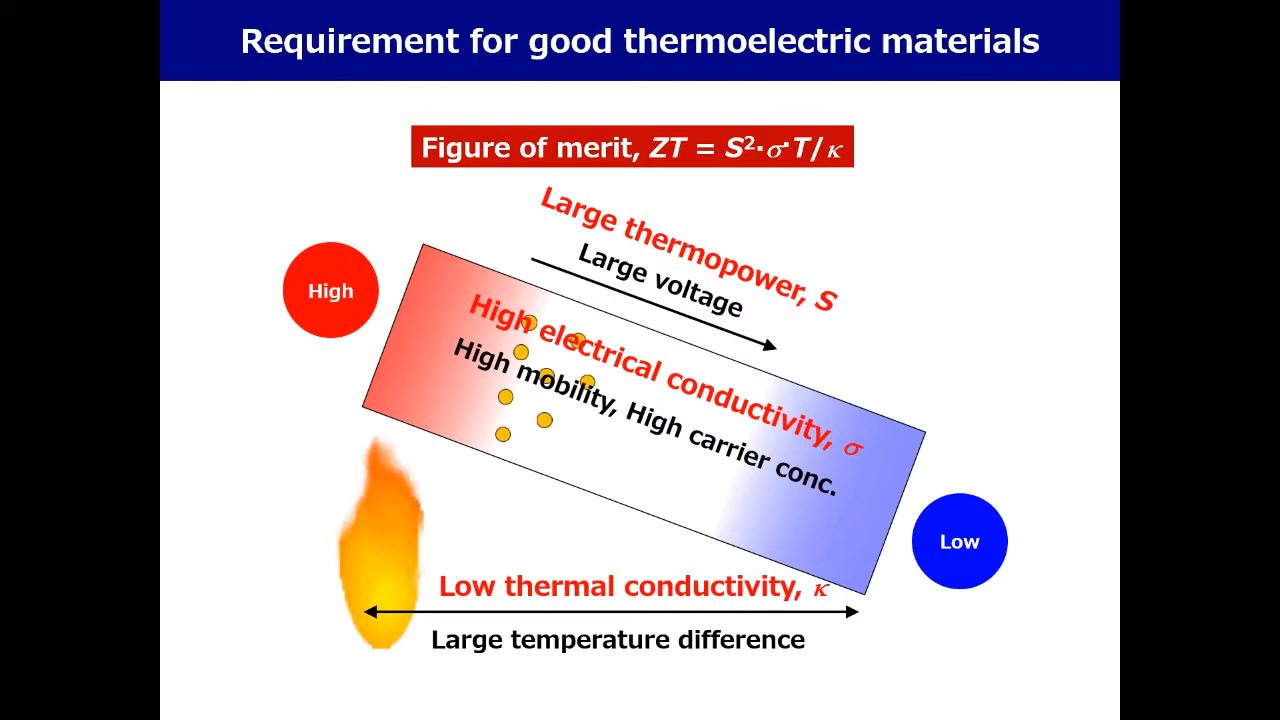 Requirement for good thermoelectric materials
Figure of merit, ZT = S²·σ·T/κ
Large thermopower, S
Large voltage
High
High electrical conductivity, σ
High mobility, High carrier conc.
Low
Low thermal conductivity, κ
Large temperature difference